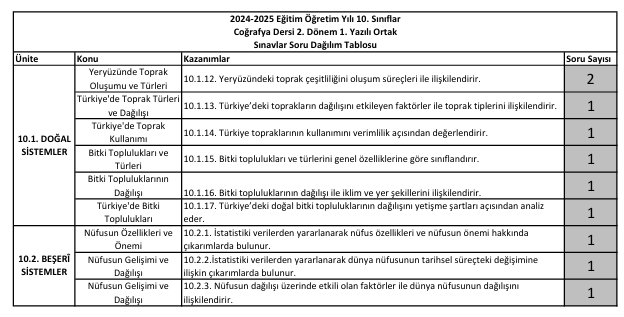 2024-2025 Eğitim Öğretim Yılı 10. Sınıflar
Coğrafya Dersi 2. Dönem 1. Yazılı Ortak
Sınavlar Soru Dağılım Tablosu
Ünite Konu Kazanımlar Soru Sayısı
10.1. DOĞAL
SİSTEMLER
Yeryüzünde Toprak
Oluşumu ve Türleri
10.1.12. Yeryüzündeki toprak çeşitliliğini oluşum süreçleri ile ilişkilendirir.
2
Türkiye'de Toprak Türleri
ve Dağılışı
10.1.13. Türkiye'deki toprakların dağılışını etkileyen faktörler ile toprak tiplerini ilişkilendirir.
1
Türkiye'de Toprak
Kullanımı
10.1.14. Türkiye topraklarının kullanımını verimlilik açısından değerlendirir.
1
Bitki Toplulukları ve
Türleri
10.1.15. Bitki toplulukları ve türlerini genel özelliklerine göre sınıflandırır.
1
Bitki Topluluklarının
Dağılışı
10.1.16. Bitki topluluklarının dağılışı ile iklim ve yer şekillerini ilişkilendirir.
1
Türkiye'de Bitki
Toplulukları
10.1.17. Türkiye'deki doğal bitki topluluklarının dağılışını yetişme şartları açısından analiz
eder.
1
10.2. BEŞERÎ
SİSTEMLER
Nüfusun Özellikleri ve
Önemi
10.2.1. İstatistiki verilerden yararlanarak nüfus özellikleri ve nüfusun önemi hakkında
çıkarımlarda bulunur.
1
Nüfusun Gelişimi ve
Dağılışı
10.2.2.İstatistiki verilerden yararlanarak dünya nüfusunun tarihsel süreçteki değişimine
ilişkin çıkarımlarda bulunur.
1
Nüfusun Gelişimi ve
Dağılışı
10.2.3. Nüfusun dağılışı üzerinde etkili olan faktörler ile dünya nüfusunun dağılışını
ilişkilendirir.
1